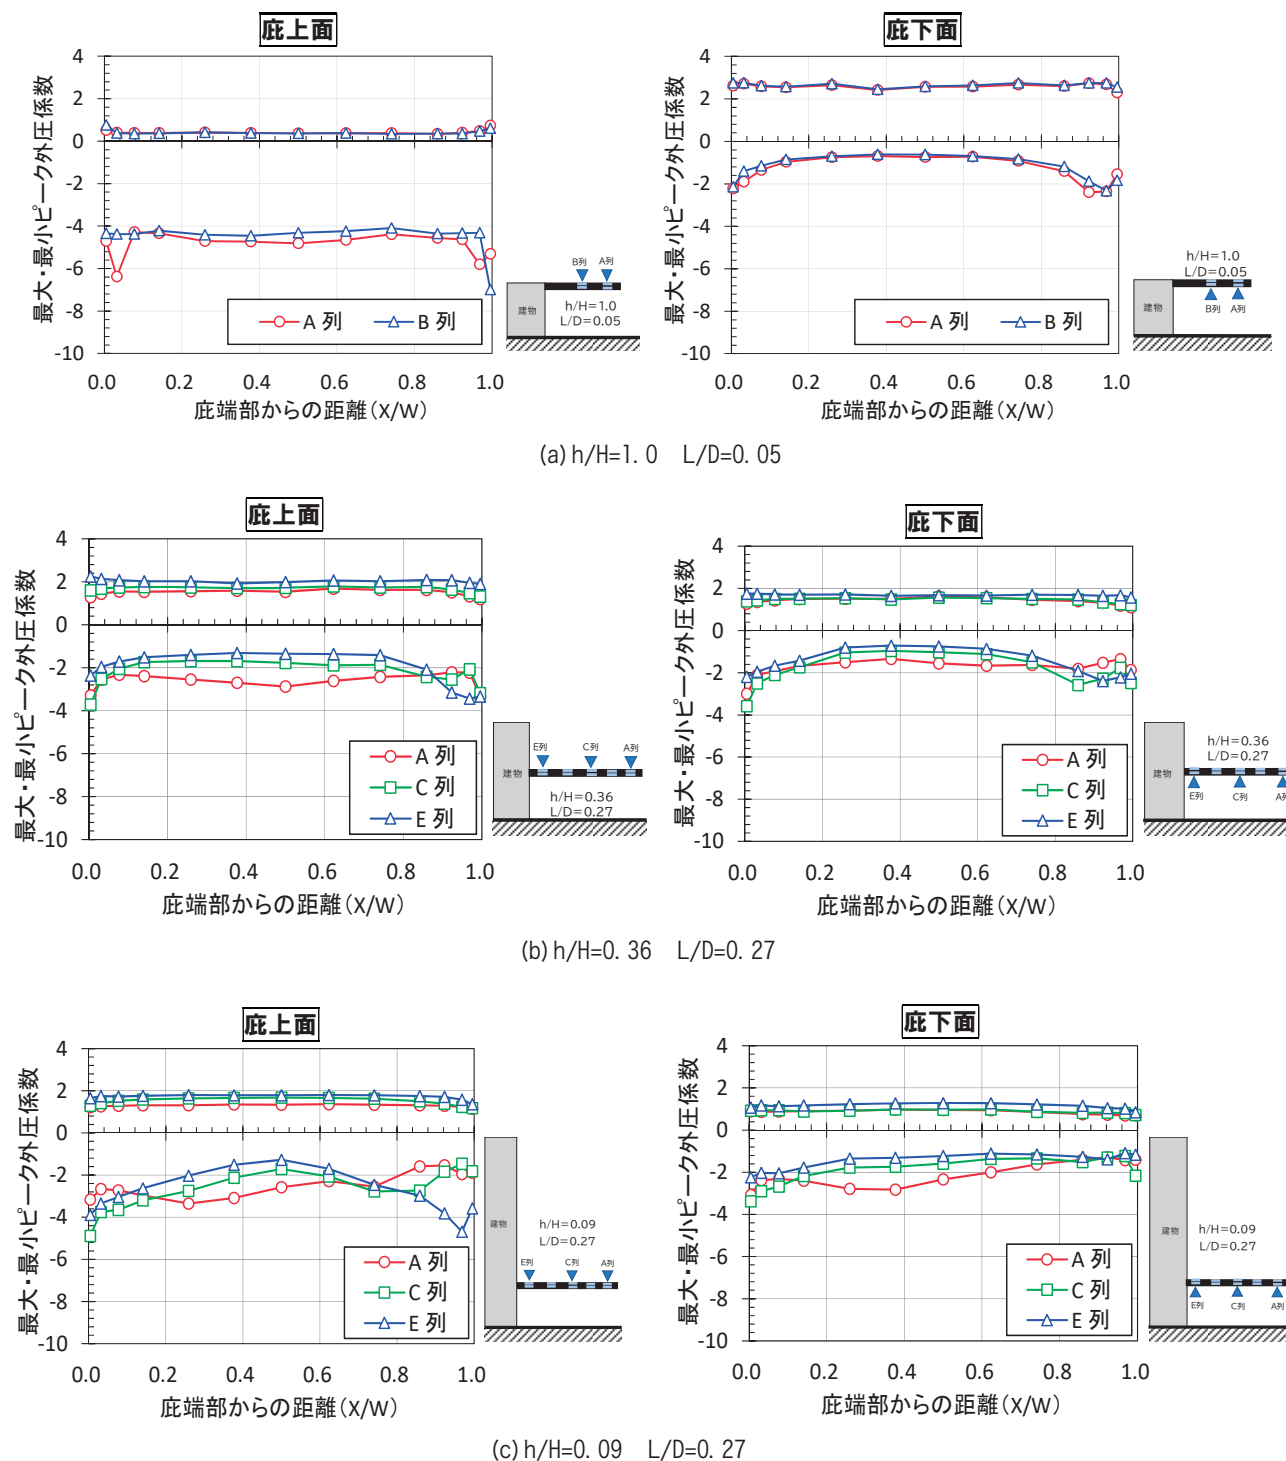 庇上面
最大・最小ピーク外圧係数
4
2
0
-2
-4
-6
-8
-10
A 列
B 列
0.0 0.2 0.4 0.6 0.8 1.0
庇端部からの距離(X/W)
B列 A列
建物
h/H=1.0
L/D=0.05
庇下面
最大・最小ピーク外圧係数
4
2
0
-2
-4
-6
-8
-10
A 列
B 列
0.0 0.2 0.4 0.6 0.8 1.0
庇端部からの距離(X/W)
h/H=1.0
L/D=0.05
建物
B列 A列
(a)h/H=1.0 L/D=0.05
庇上面
最大・最小ピーク外圧係数
4
2
0
-2
-4
-6
-8
-10
A 列
C 列
E 列
0.0 0.2 0.4 0.6 0.8 1.0
庇端部からの距離(X/W)
E列 C列 A列
建物
h/H=0.36
L/D=0.27
庇下面
最大・最小ピーク外圧係数
4
2
0
-2
-4
-6
-8
-10
A 列
C 列
E 列
0.0 0.2 0.4 0.6 0.8 1.0
庇端部からの距離(X/W)
h/H=0.36
L/D=0.27
建物
E列 C列 A列
(b)h/H=0.36 L/D=0.27
庇上面
最大・最小ピーク外圧係数
4
2
0
-2
-4
-6
-8
-10
A 列
C 列
E 列
0.0 0.2 0.4 0.6 0.8 1.0
庇端部からの距離(X/W)
建物
h/H=0.09
L/D=0.27
E列 C列 A列
庇下面
最大・最小ピーク外圧係数
4
2
0
-2
-4
-6
-8
-10
A 列
C 列
E 列
0.0 0.2 0.4 0.6 0.8 1.0
庇端部からの距離(X/W)
建物
h/H=0.09
L/D=0.27
E列 C列 A列
(c)h/H=0.09 L/D=0.27